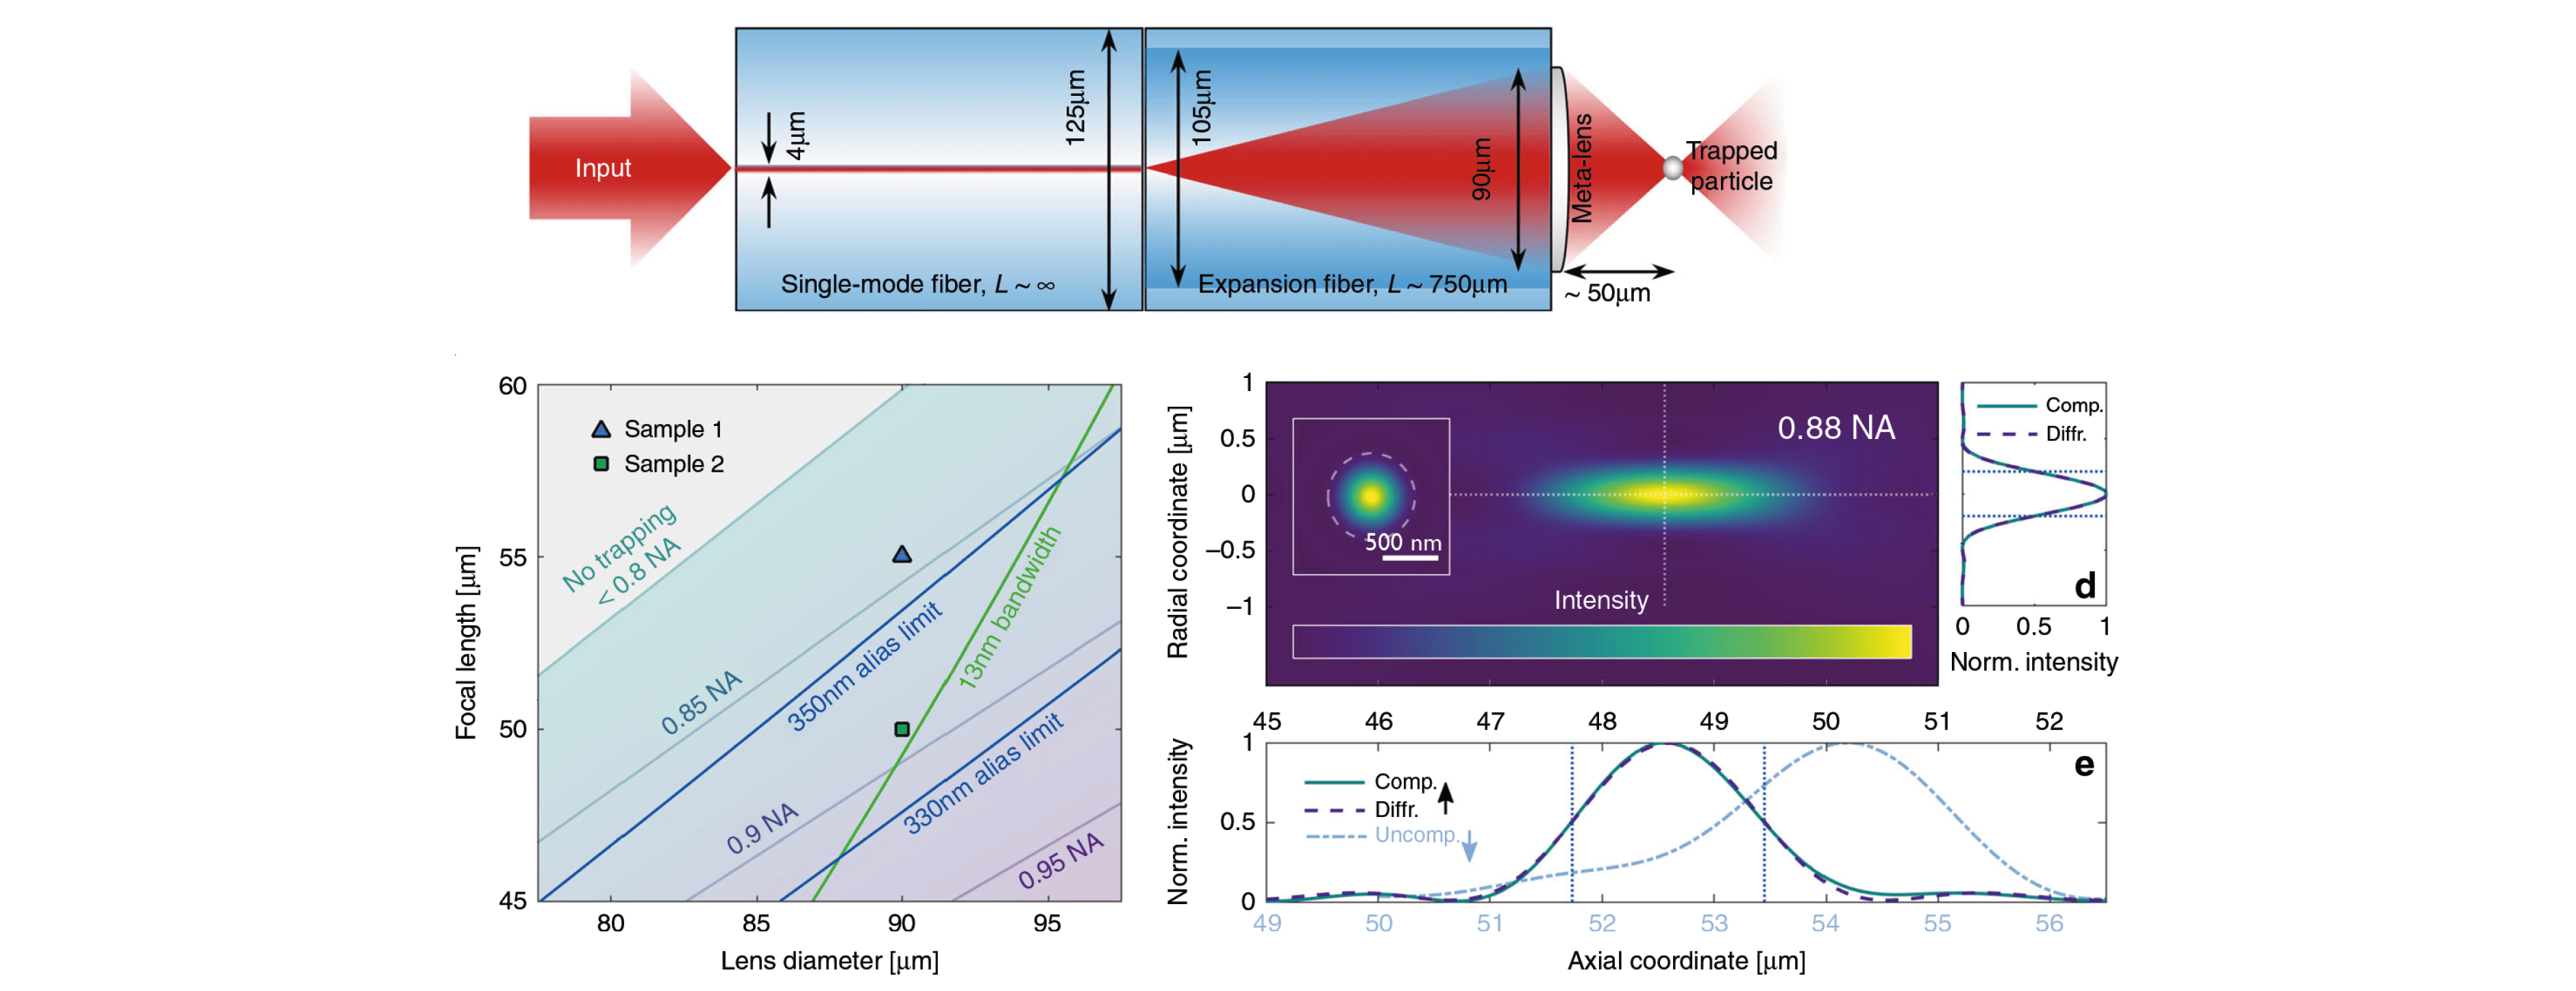 Input
4μm
125μm
105μm
90μm
Meta-lens
Trapped
particle
Single-mode fiber, L ~ ∞
Expansion fiber, L ~ 750μm
~ 50μm
60
55
50
45
80
85
90
95
Focal length [μm]
Lens diameter [μm]
Sample 1
Sample 2
No trapping
< 0.8 NA
0.85 NA
350nm alias limit
13nm bandwidth
0.9 NA
330nm alias limit
0.95 NA
1
0.5
0
–0.5
–1
Radial coordinate [μm]
0.88 NA
500 nm
Intensity
Comp.
Diffr.
d
0
0.5
1
Norm. intensity
45
46
47
48
49
50
51
52
1
0.5
0
Norm. intensity
Comp.
Diffr.
Uncomp.
e
49
50
51
52
53
54
55
56
Axial coordinate [μm]